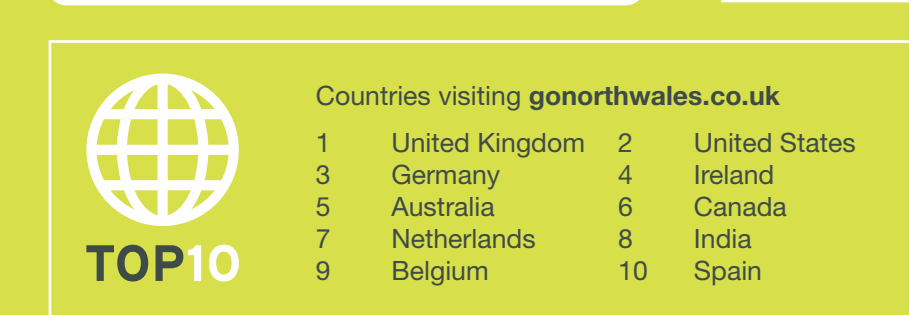 Countries visiting gonorthwales.co.uk
1 United Kingdom 2 United States
3 Germany 4 Ireland
5 Australia 6 Canada
7 Netherlands 8 India
9 Belgium 10 Spain
TOP10